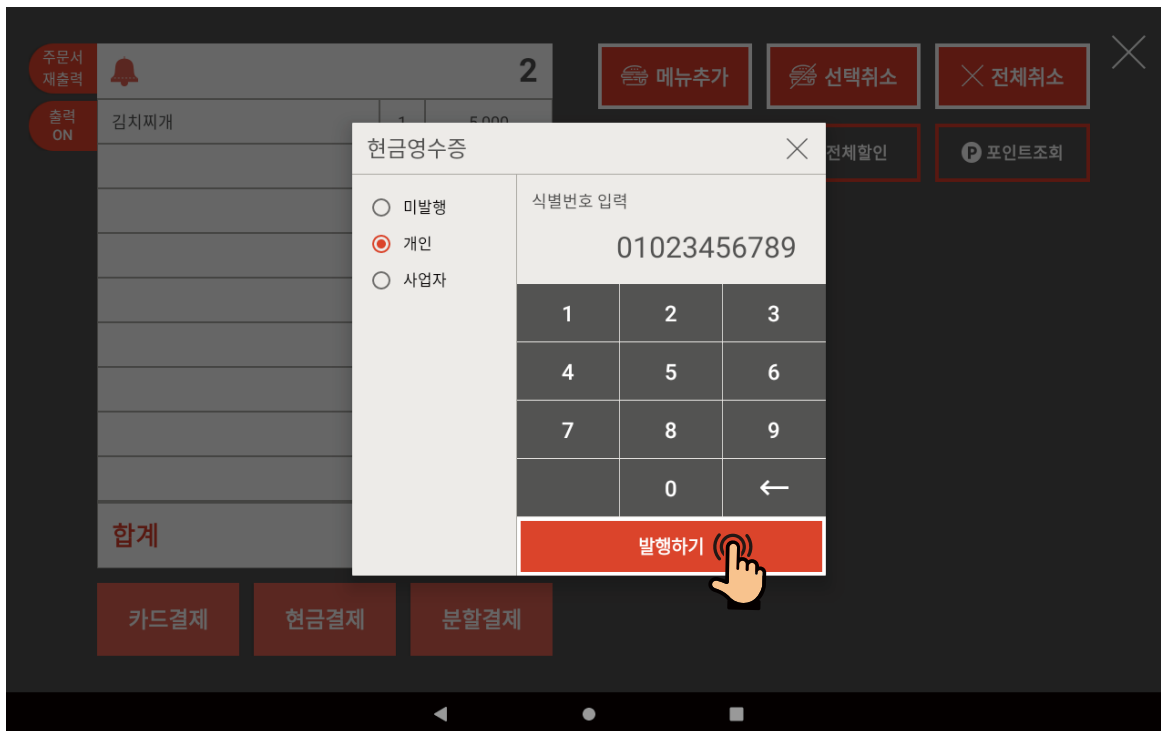 주문서
재출력
2
메뉴추가
선택취소
전체취소
출력
ON
김치찌개
1
5,000
전체할인
P 포인트조회
현금영수증
미발행
개인
사업자
식별번호 입력
01023456789
1 2 3
4 5 6
7 8 9
0 ←
발행하기
합계
카드결제
현금결제
분할결제